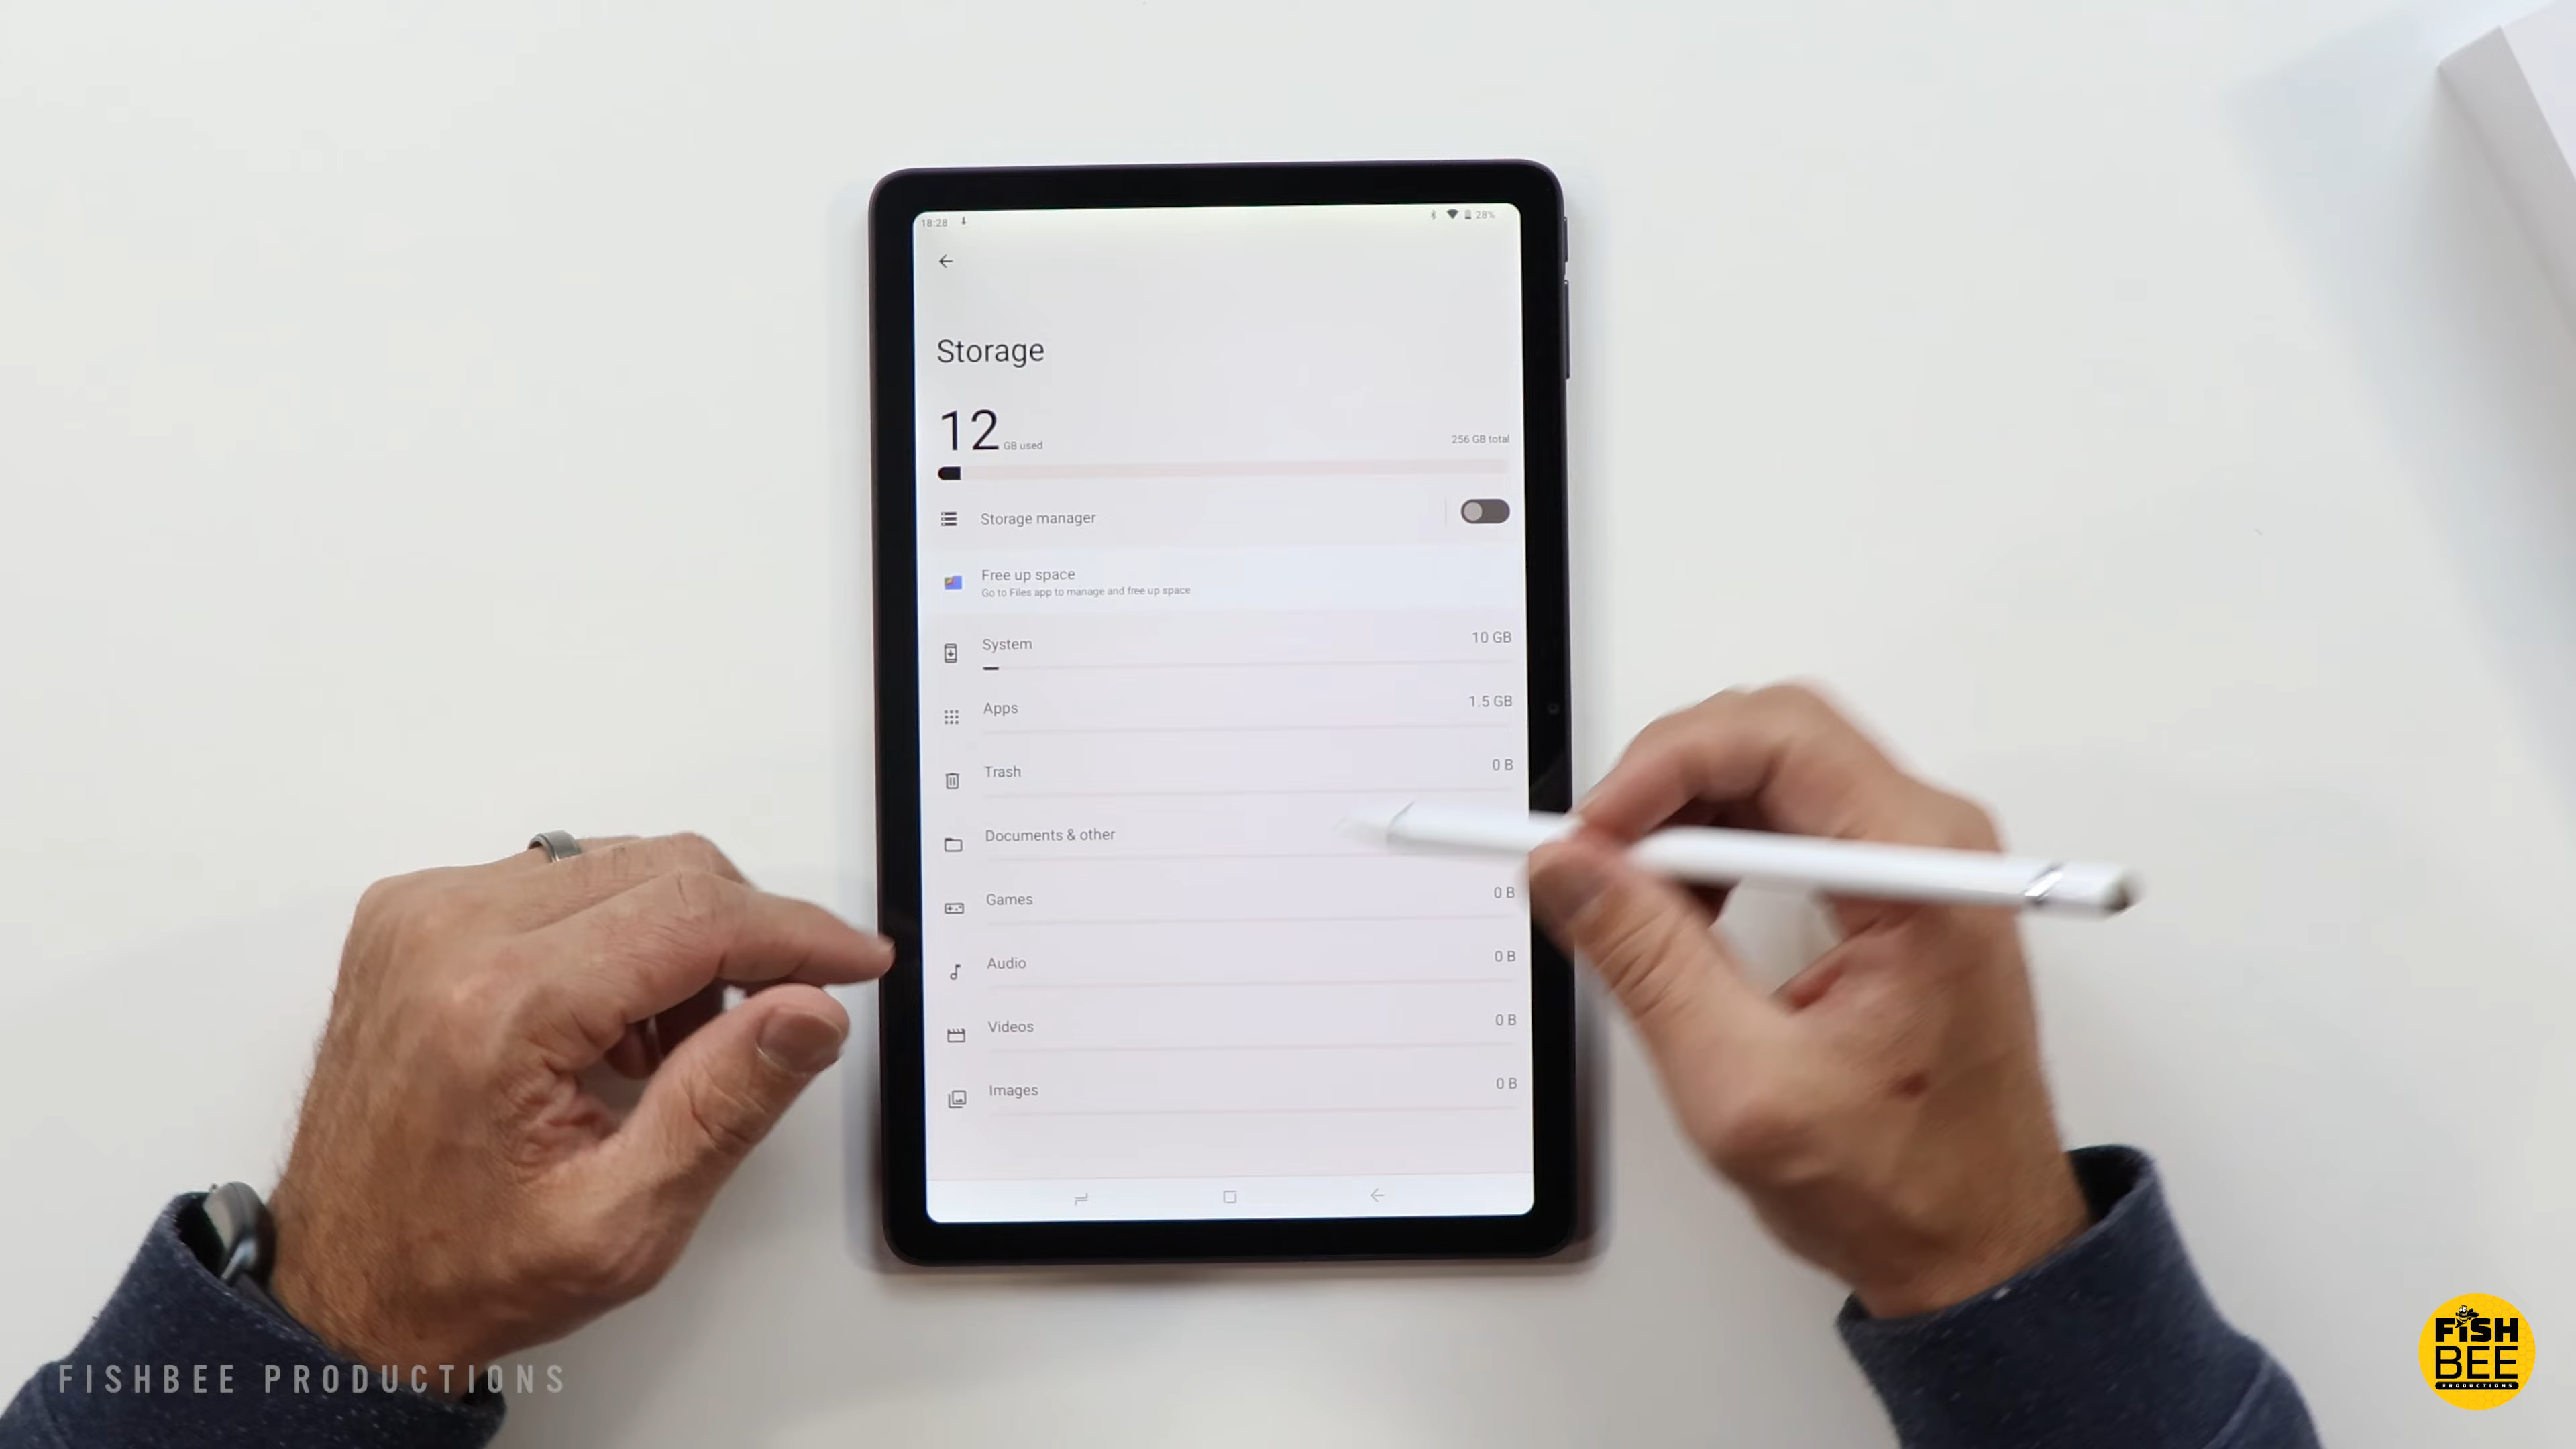 18:28
28%
Storage
12 GB used
256 GB total
Storage manager
Free up space
Go to Files app to manage and free up space
System
10 GB
Apps
1.5 GB
Trash
0 B
Documents & other
Games
0 B
Audio
0 B
Videos
0 B
Images
0 B
FISHBEE PRODUCTIONS
FISH
BEE
PRODUCTIONS